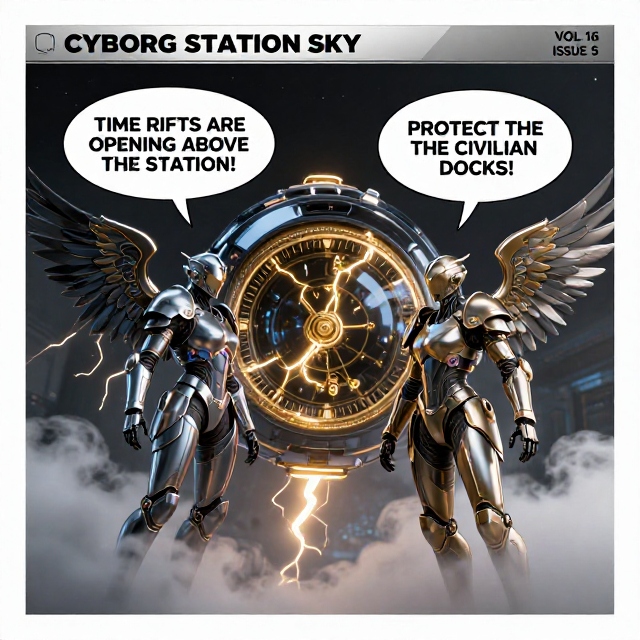 CYBORG STATION SKY
VOL 16
ISSUE 5
TIME RIFTS ARE
OPENING ABOVE
THE STATION!
PROTECT THE
THE CIVILIAN
DOCKS!